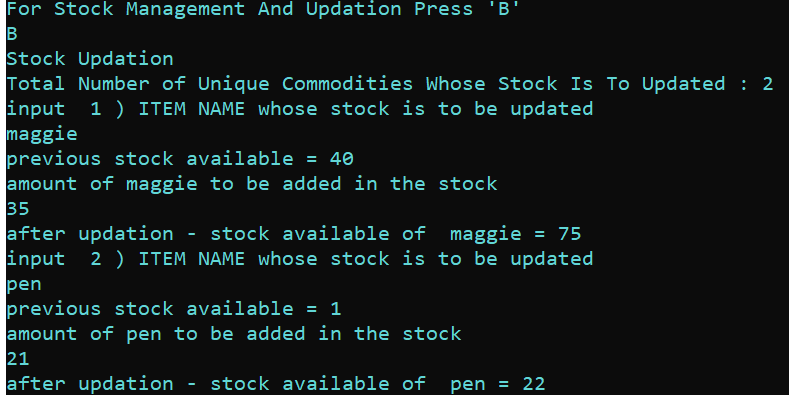 For Stock Management And Updation Press 'B'
B
Stock Updation
Total Number of Unique Commodities Whose Stock Is To Updated : 2
input  1 ) ITEM NAME whose stock is to be updated
maggie
previous stock available = 40
amount of maggie to be added in the stock
35
after updation - stock available of  maggie = 75
input  2 ) ITEM NAME whose stock is to be updated
pen
previous stock available = 1
amount of pen to be added in the stock
21
after updation - stock available of  pen = 22